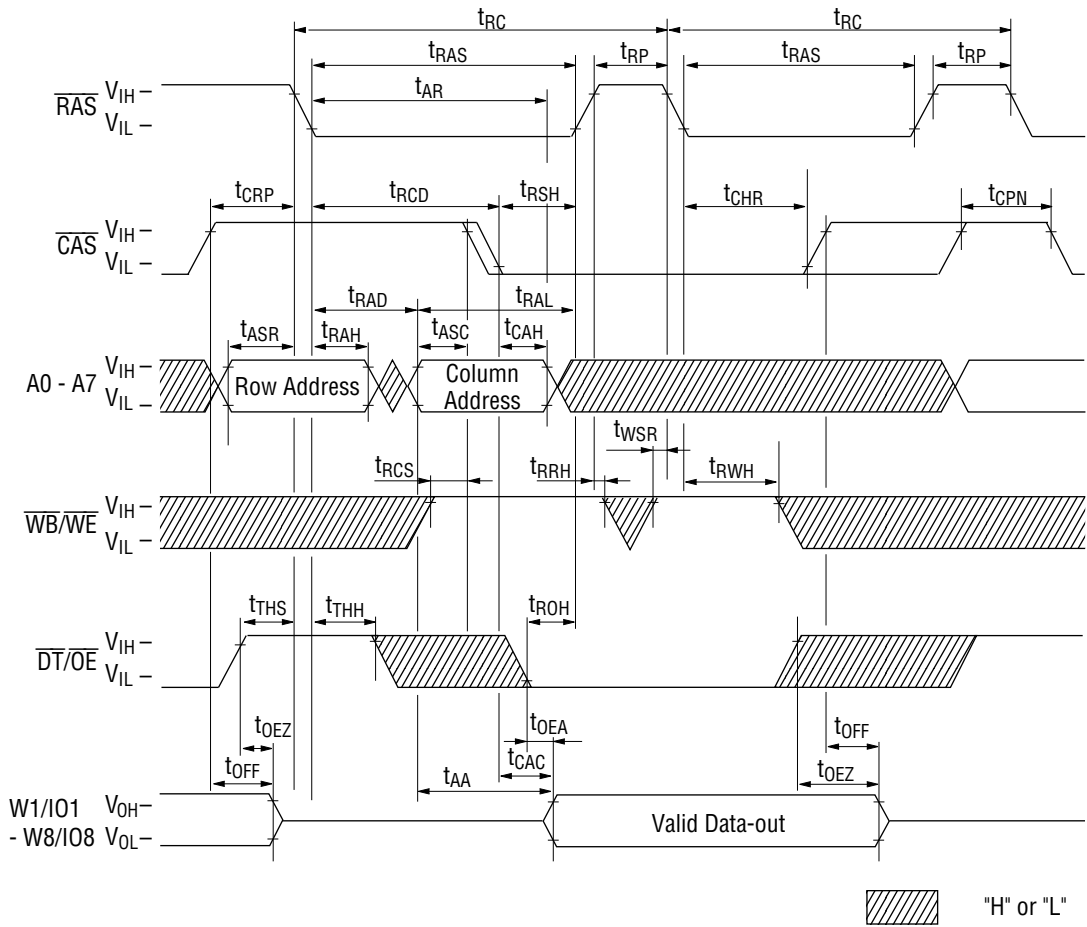 tRC tRC
tRAS tRP tRAS tRP
tAR
RAS VIH –
VIL –
tCRP tRCD tRSH tCHR tCPN
CAS VIH –
VIL –
tRAD tRAL
tASR tRAH tASC tCAH
A0 - A7 VIH –
VIL –
Row Address
Column
Address
tWSR
tRCS tRRH tRWH
WB/WE VIH –
VIL –
tTHS tTHH tROH
DT/OE VIH –
VIL –
tOEZ tOEA tOFF
tOFF tCAC tOEZ
tAA
W1/IO1 VOH –
- W8/IO8 VOL –
Valid Data-out
"H" or "L"